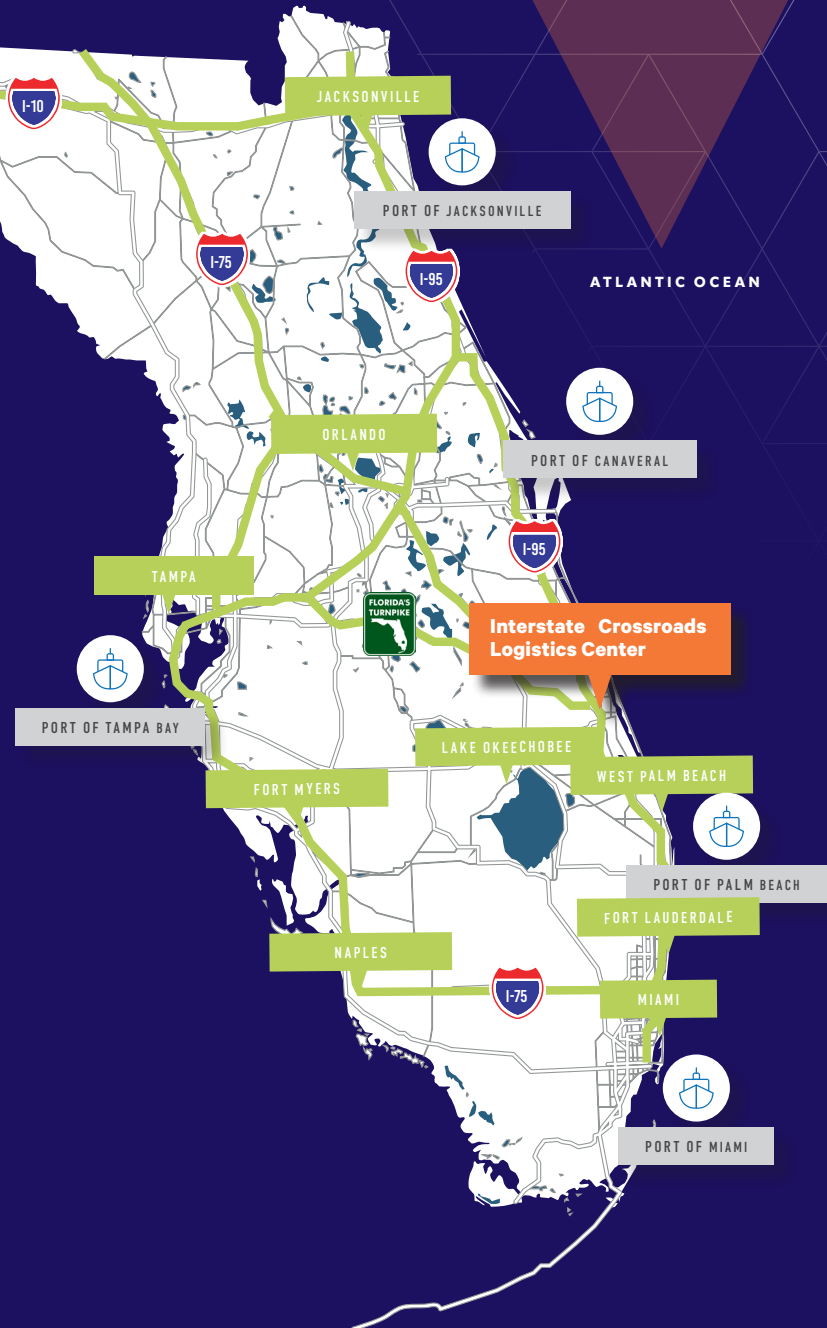 JACKSONVILLE
I-10
PORT OF JACKSONVILLE
I-75
I-95
ATLANTIC OCEAN
ORLANDO
PORT OF CANAVERAL
I-95
TAMPA
FLORIDA'S
TURNPIKE
Interstate Crossroads
Logistics Center
PORT OF TAMPA BAY
LAKE OKEECHOBEE
WEST PALM BEACH
FORT MYERS
PORT OF PALM BEACH
FORT LAUDERDALE
NAPLES
I-75
MIAMI
PORT OF MIAMI